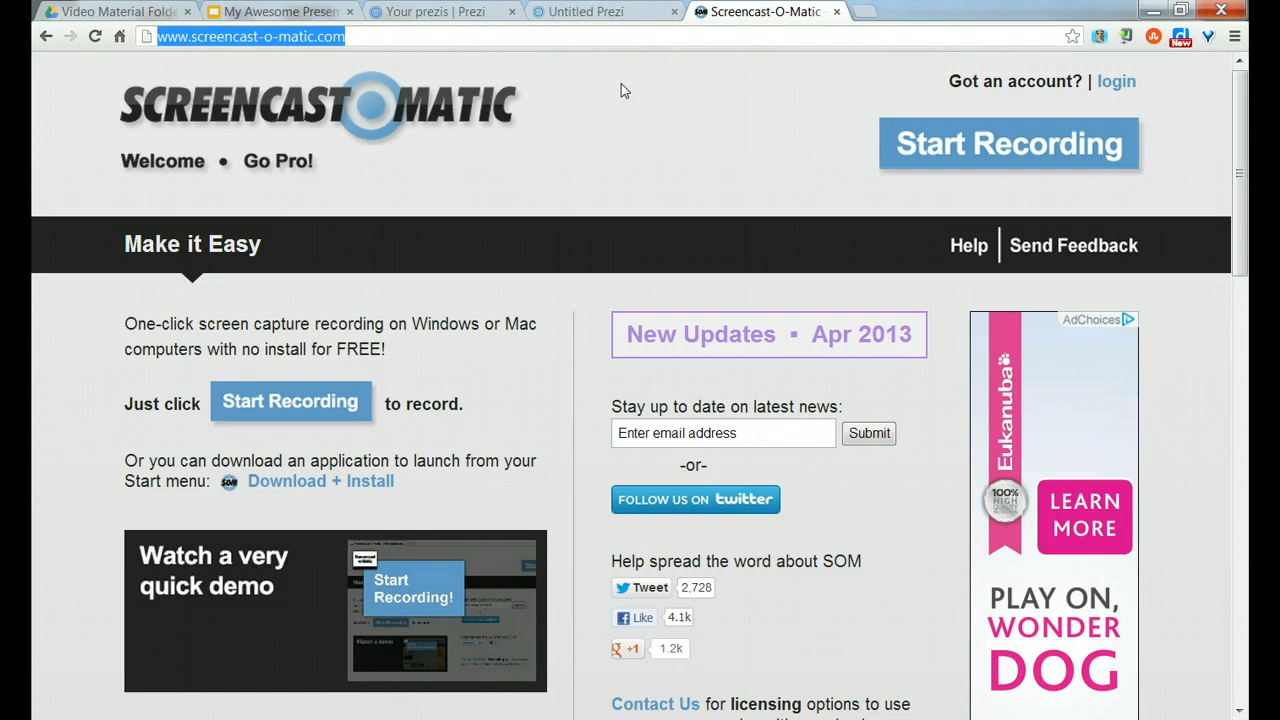 Video Material Folde
My Awesome Presen
Your prezis | Prezi
Untitled Prezi
Screencast-O-Matic -
www.screencast-o-matic.com
New
SCREENCAST O MATIC
Got an account? | login
Start Recording
Welcome • Go Pro!
Make it Easy
Help
Send Feedback
One-click screen capture recording on Windows or Mac
computers with no install for FREE!
Just click Start Recording to record.
Or you can download an application to launch from your
Start menu: SOM Download + Install
Watch a very
quick demo
Start
Recording!
New Updates ▪ Apr 2013
Stay up to date on latest news:
Enter email address
Submit
-or-
FOLLOW US ON twitter
Help spread the word about SOM
Tweet 2,728
Like 4.1k
+1 1.2k
Contact Us for licensing options to use
AdChoices
Eukanuba
100%
LEARN
MORE
PLAY ON,
WONDER
DOG